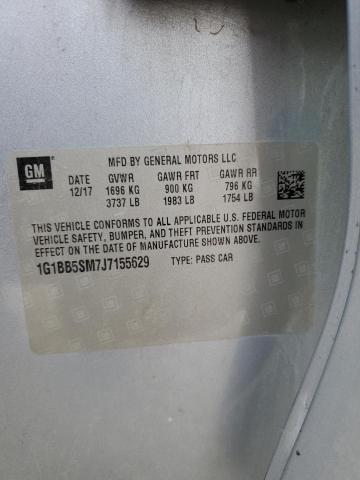 GM
MFD BY GENERAL MOTORS LLC
DATE GVWR GAWR FRT GAWR RR
12/17 1696 KG 900 KG 796 KG
3737 LB 1983 LB 1754 LB
THIS VEHICLE CONFORMS TO ALL APPLICABLE U.S. FEDERAL MOTOR
VEHICLE SAFETY, BUMPER, AND THEFT PREVENTION STANDARDS IN
EFFECT ON THE DATE OF MANUFACTURE SHOWN ABOVE.
1G1BB5SM7J7155629 TYPE: PASS CAR